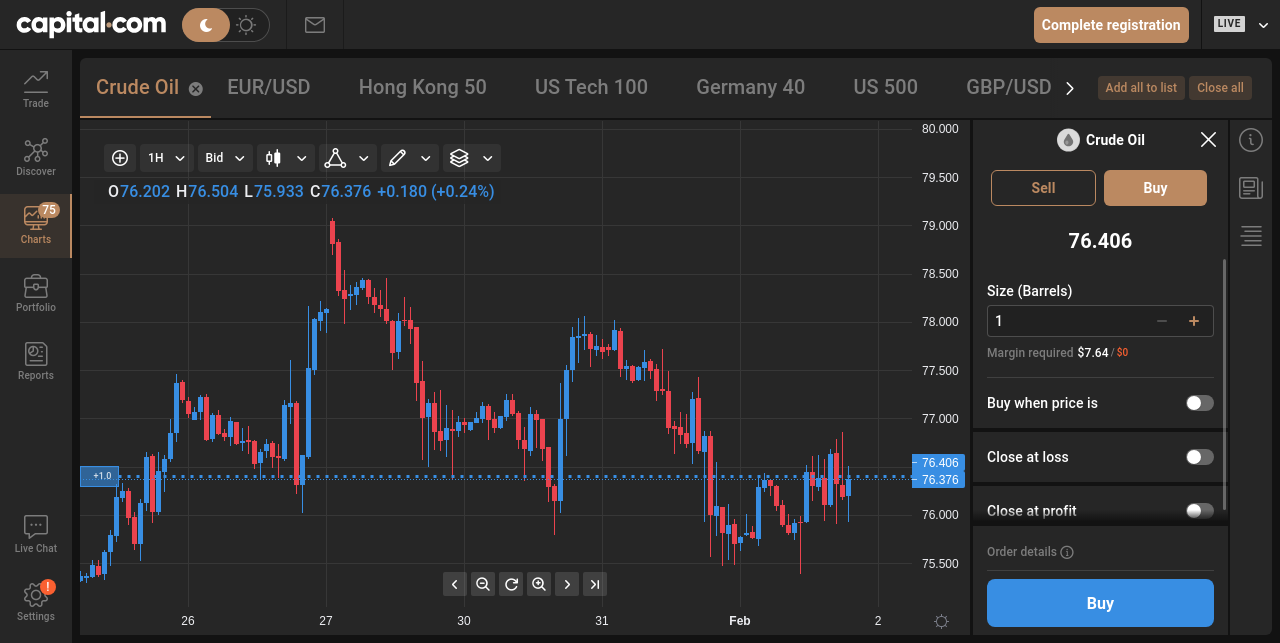 capital.com
Complete registration
LIVE
Trade
Discover
75
Charts
Portfolio
Reports
Live Chat
!
Settings
Crude Oil EUR/USD Hong Kong 50 US Tech 100 Germany 40 US 500 GBP/USD Add all to list Close all
1H Bid
O76.202 H76.504 L75.933 C76.376 +0.180 (+0.24%)
80.000
79.500
79.000
78.500
78.000
77.500
77.000
76.406
76.376
76.000
75.500
+1.0
26 27 30 31 Feb 2
Crude Oil
Sell Buy
76.406
Size (Barrels)
1
Margin required $7.64 / $0
Buy when price is
Close at loss
Close at profit
Order details
Buy